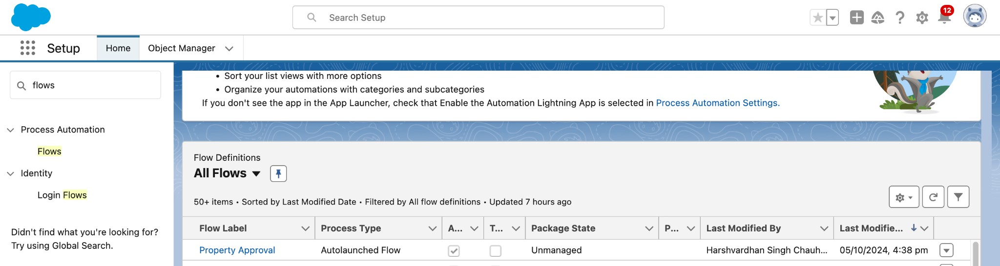 Search Setup
12
Setup
Home
Object Manager
flows
Process Automation
Flows
Identity
Login Flows
Didn't find what you're looking for?
Try using Global Search.
• Sort your list views with more options
• Organize your automations with categories and subcategories
If you don't see the app in the App Launcher, check that Enable the Automation Lightning App is selected in Process Automation Settings.
Flow Definitions
All Flows
50+ items • Sorted by Last Modified Date • Filtered by All flow definitions • Updated 7 hours ago
Flow Label Process Type A... T... Package State P... Last Modified By Last Modifie...
Property Approval Autolaunched Flow Unmanaged Harshvardhan Singh Chauh... 05/10/2024, 4:38 pm